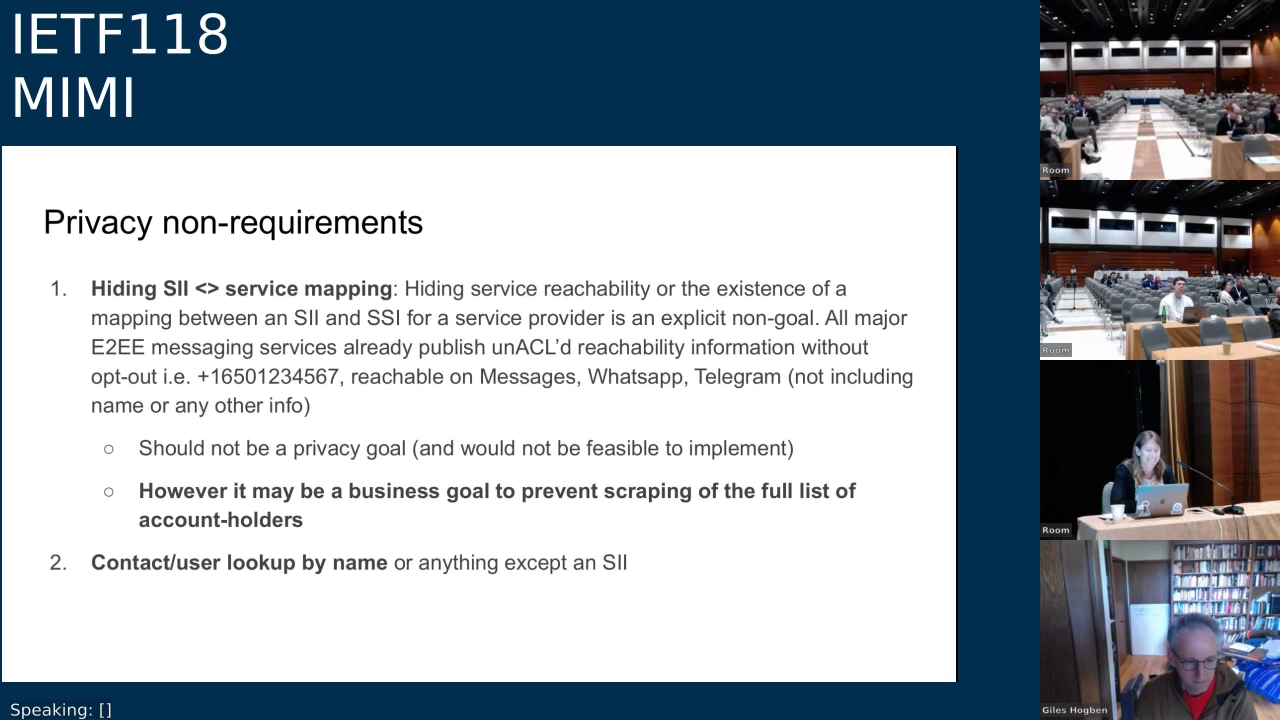 IETF118
MIMI
Privacy non-requirements
1. Hiding SII <> service mapping: Hiding service reachability or the existence of a
mapping between an SII and SSI for a service provider is an explicit non-goal. All major
E2EE messaging services already publish unACL’d reachability information without
opt-out i.e. +16501234567, reachable on Messages, Whatsapp, Telegram (not including
name or any other info)
○ Should not be a privacy goal (and would not be feasible to implement)
○ However it may be a business goal to prevent scraping of the full list of
account-holders
2. Contact/user lookup by name or anything except an SII
Speaking: []
Room
Room
Room
Giles Hogben